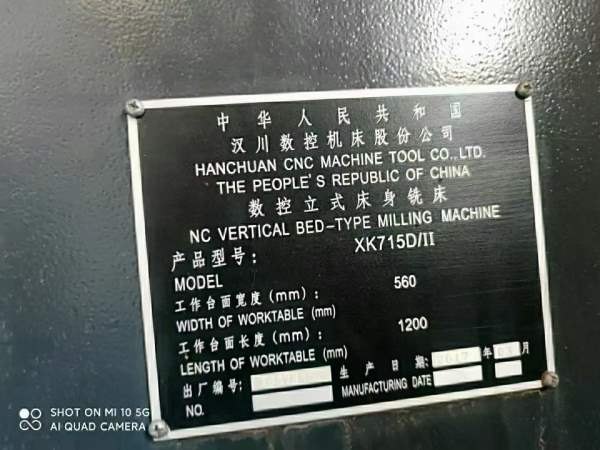 中华人民共和国
汉川数控机床股份公司
HANCHUAN CNC MACHINE TOOL CO.,LTD.
THE PEOPLE'S REPUBLIC OF CHINA
数控立式床身铣床
NC VERTICAL BED-TYPE MILLING MACHINE
产品型号: XK715D/II
MODEL
工作台面宽度(mm): 560
WIDTH OF WORKTABLE (mm)
工作台面长度(mm): 1200
LENGTH OF WORKTABLE (mm)
出厂编号: 生产日期: 年 月
NO. MANUFACTURING DATE
SHOT ON MI 10 5G
AI QUAD CAMERA